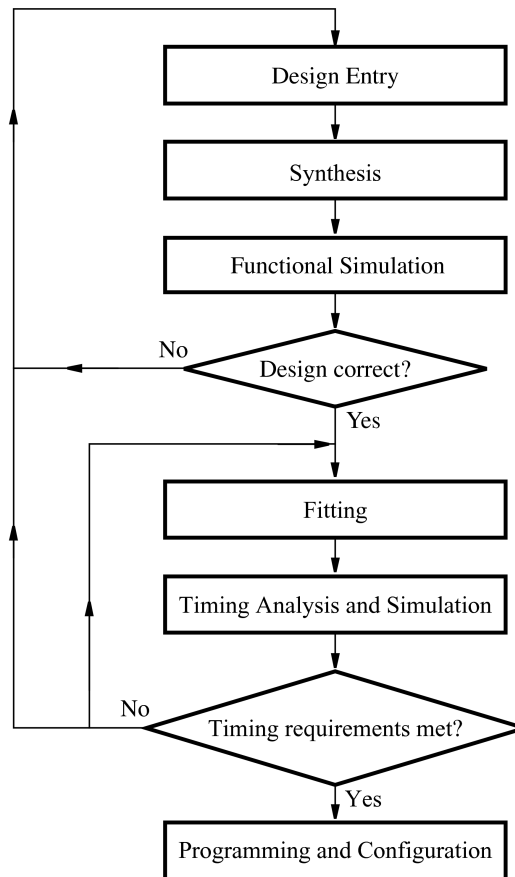 Design Entry
Synthesis
Functional Simulation
No
Design correct?
Yes
Fitting
Timing Analysis and Simulation
No
Timing requirements met?
Yes
Programming and Configuration